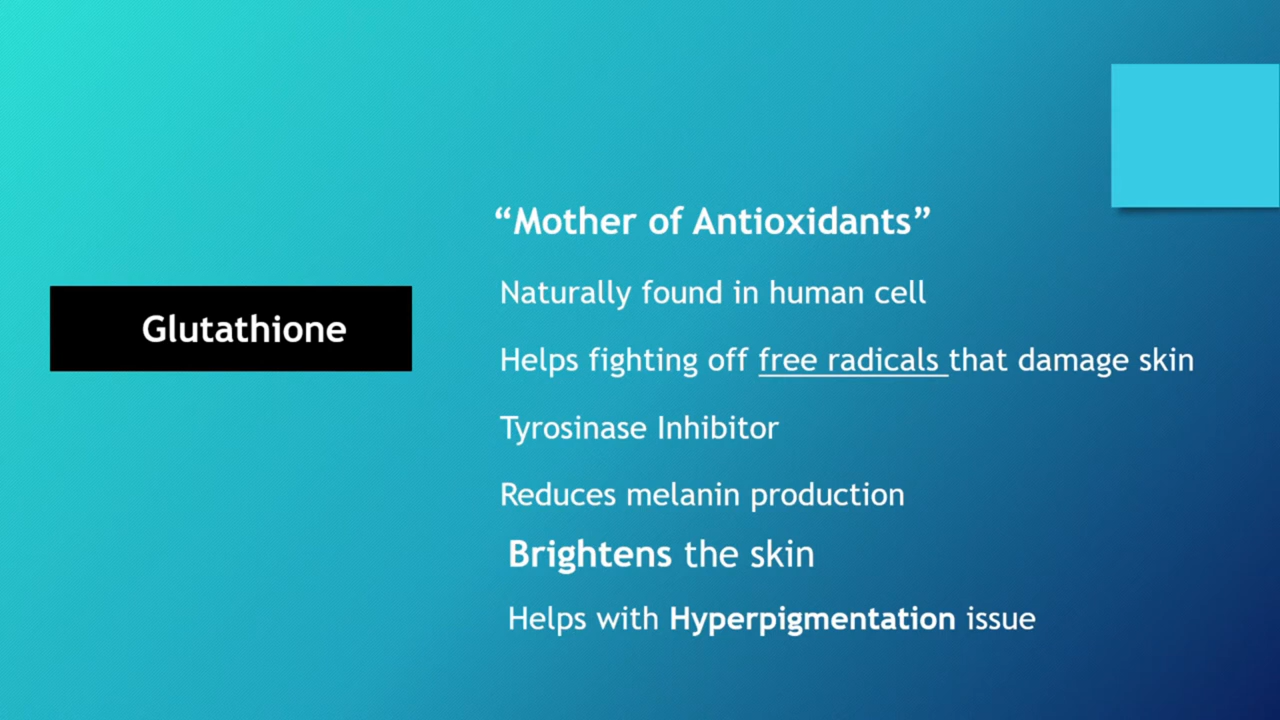 Glutathione
“Mother of Antioxidants”
Naturally found in human cell
Helps fighting off free radicals that damage skin
Tyrosinase Inhibitor
Reduces melanin production
Brightens the skin
Helps with Hyperpigmentation issue